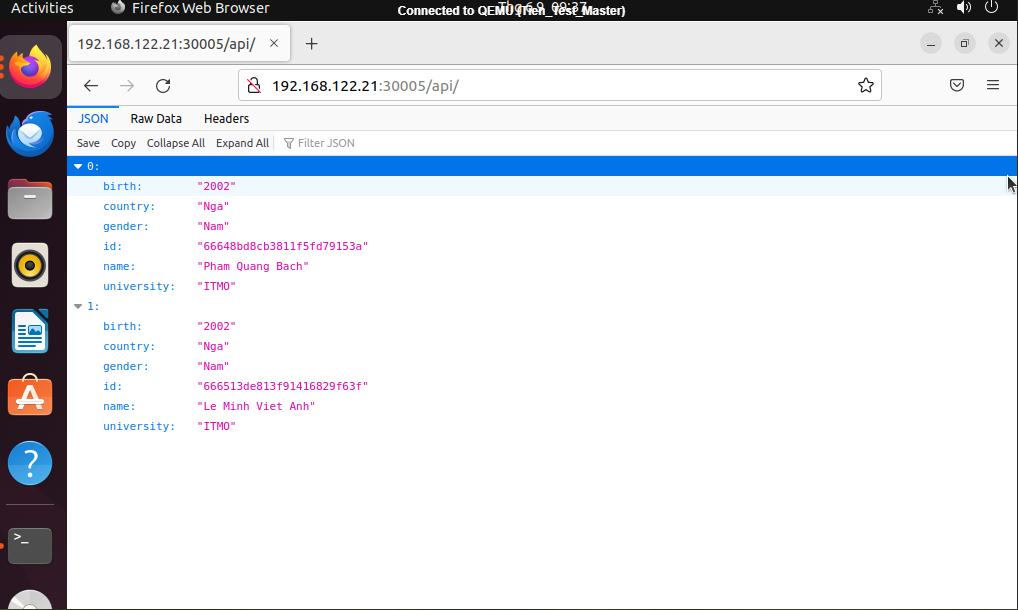 Activities
Firefox Web Browser
Connected to QEMU (Tien_Test_Master)
192.168.122.21:30005/api/
192.168.122.21:30005/api/
JSON
Raw Data
Headers
Save Copy Collapse All Expand All Filter JSON
0:
birth: "2002"
country: "Nga"
gender: "Nam"
id: "66648bd8cb3811f5fd79153a"
name: "Pham Quang Bach"
university: "ITMO"
1:
birth: "2002"
country: "Nga"
gender: "Nam"
id: "666513de813f91416829f63f"
name: "Le Minh Viet Anh"
university: "ITMO"